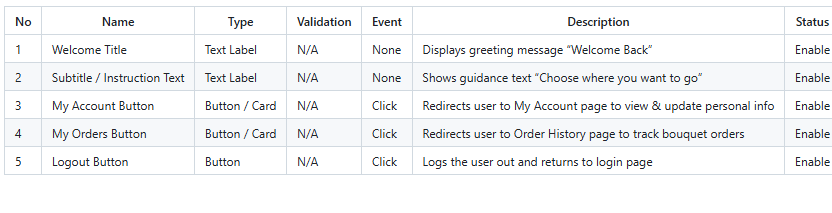 No Name Type Validation Event Description Status
1 Welcome Title Text Label N/A None Displays greeting message “Welcome Back” Enable
2 Subtitle / Instruction Text Text Label N/A None Shows guidance text “Choose where you want to go” Enable
3 My Account Button Button / Card N/A Click Redirects user to My Account page to view & update personal info Enable
4 My Orders Button Button / Card N/A Click Redirects user to Order History page to track bouquet orders Enable
5 Logout Button Button N/A Click Logs the user out and returns to login page Enable